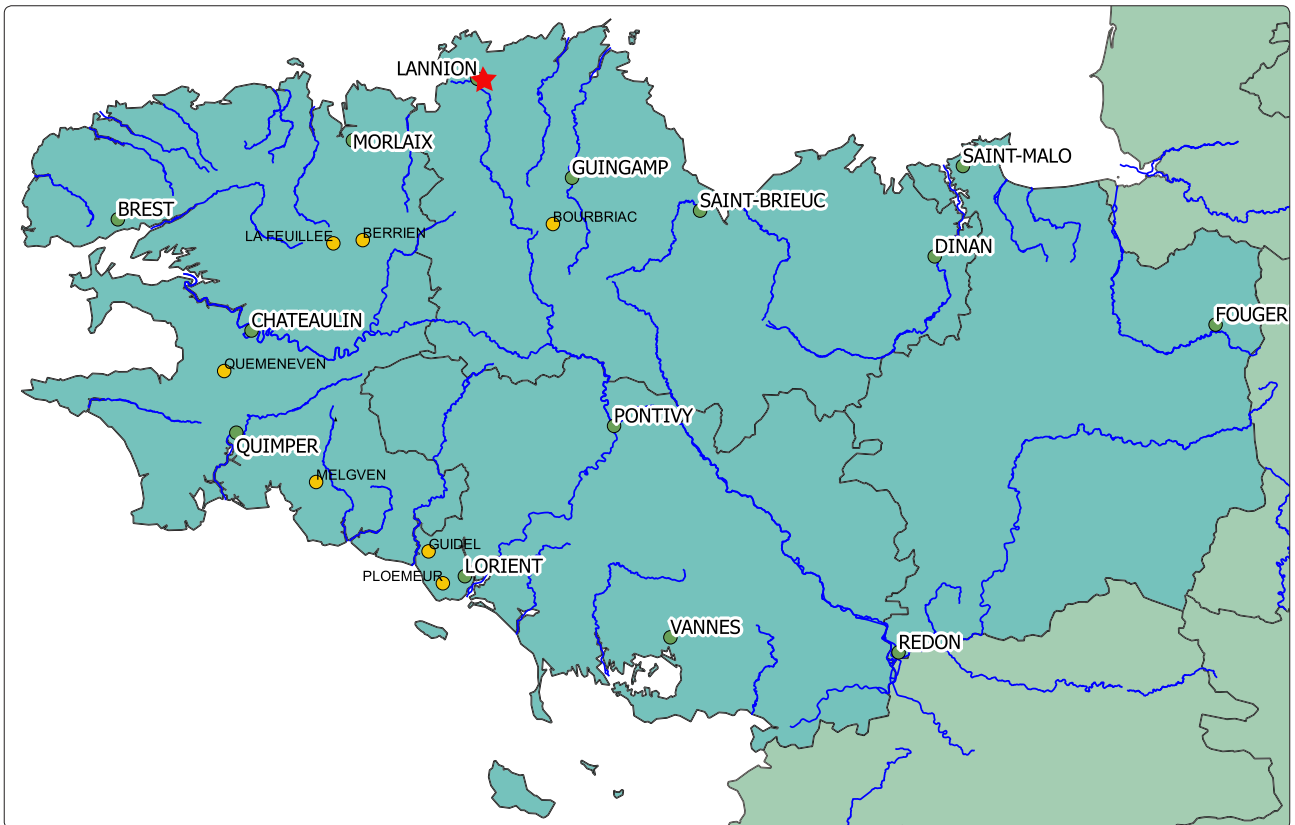 LANNION
MORLAIX
SAINT-MALO
GUINGAMP
BREST
SAINT-BRIEUC
BOURBRIAC
LA FEUILLEE
BERRIEN
DINAN
CHATEAULIN
FOUGER
QUEMENEVEN
PONTIVY
QUIMPER
MELGVEN
GUIDEL
LORIENT
PLOEMEUR
VANNES
REDON